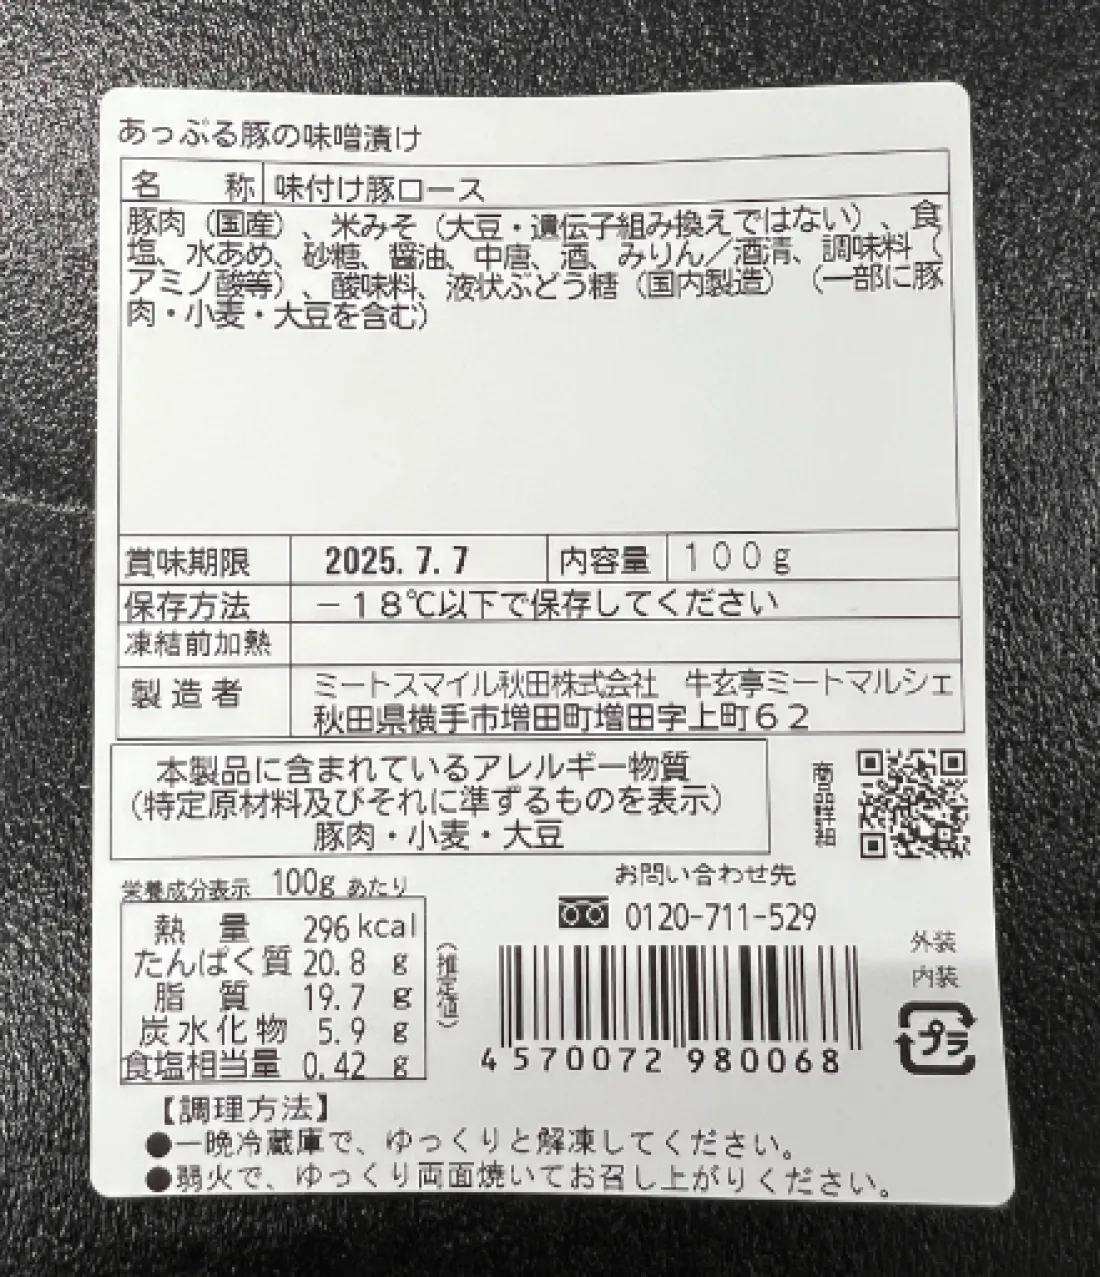 あっぷる豚の味噌漬け
名 称 味付け豚ロース
豚肉（国産）、米みそ（大豆・遺伝子組み換えではない）、食
塩、水あめ、砂糖、醤油、中唐、酒、みりん／酒清、調味料（
アミノ酸等）、酸味料、液状ぶどう糖（国内製造）（一部に豚
肉・小麦・大豆を含む）
賞味期限 2025.7.7 内容量 100g
保存方法 －18℃以下で保存してください
凍結前加熱
製造者 ミートスマイル秋田株式会社 牛玄亭ミートマルシェ
秋田県横手市増田町増田字上町62
本製品に含まれているアレルギー物質
（特定原材料及びそれに準ずるものを表示）
豚肉・小麦・大豆
商品詳細
栄養成分表示 100g あたり
熱量 296kcal
たんぱく質 20.8 g
脂質 19.7 g
炭水化物 5.9 g
食塩相当量 0.42 g
（推定値）
お問い合わせ先
0120-711-529
4570072980068
外装
内装
プラ
【調理方法】
●一晩冷蔵庫で、ゆっくりと解凍してください。
●弱火で、ゆっくり両面焼いてお召し上がりください。